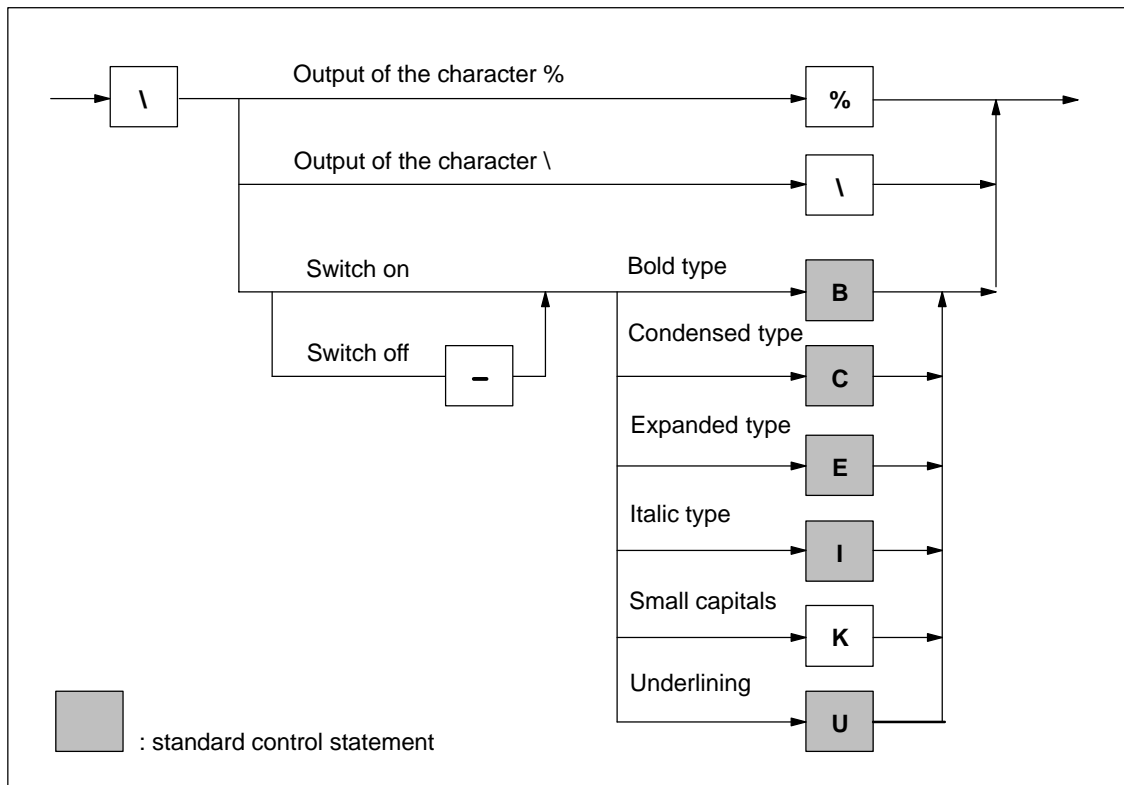 Output of the character %
\
%
Output of the character \
\
Switch on
Bold type
B
Switch off
–
Condensed type
C
Expanded type
E
Italic type
I
Small capitals
K
Underlining
U
: standard control statement